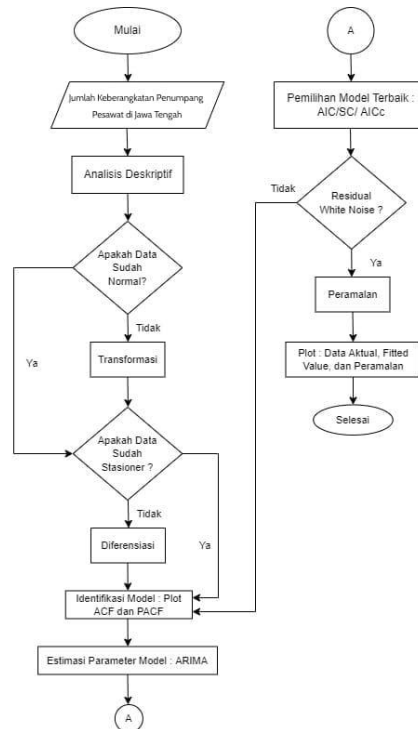 Mulai
Jumlah Keberangkatan Penumpang
Pesawat di Jawa Tengah
Analisis Deskriptif
Apakah Data
Sudah
Normal?
Tidak
Ya
Transformasi
Apakah Data
Sudah
Stasioner ?
Tidak
Ya
Diferensiasi
Identifikasi Model : Plot
ACF dan PACF
Estimasi Parameter Model : ARIMA
A
A
Pemilihan Model Terbaik :
AIC/SC/ AICc
Tidak
Residual
White Noise ?
Ya
Peramalan
Plot : Data Aktual, Fitted
Value, dan Peramalan
Selesai